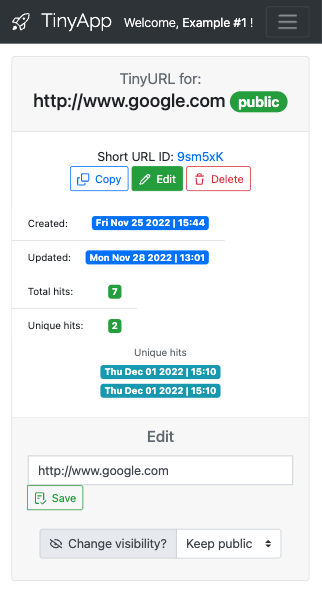 TinyApp Welcome, Example #1 !
TinyURL for:
http://www.google.com public
Short URL ID: 9sm5xK
Copy Edit Delete
Created: Fri Nov 25 2022 | 15:44
Updated: Mon Nov 28 2022 | 13:01
Total hits: 7
Unique hits: 2
Unique hits
Thu Dec 01 2022 | 15:10
Thu Dec 01 2022 | 15:10
Edit
http://www.google.com
Save
Change visibility? Keep public